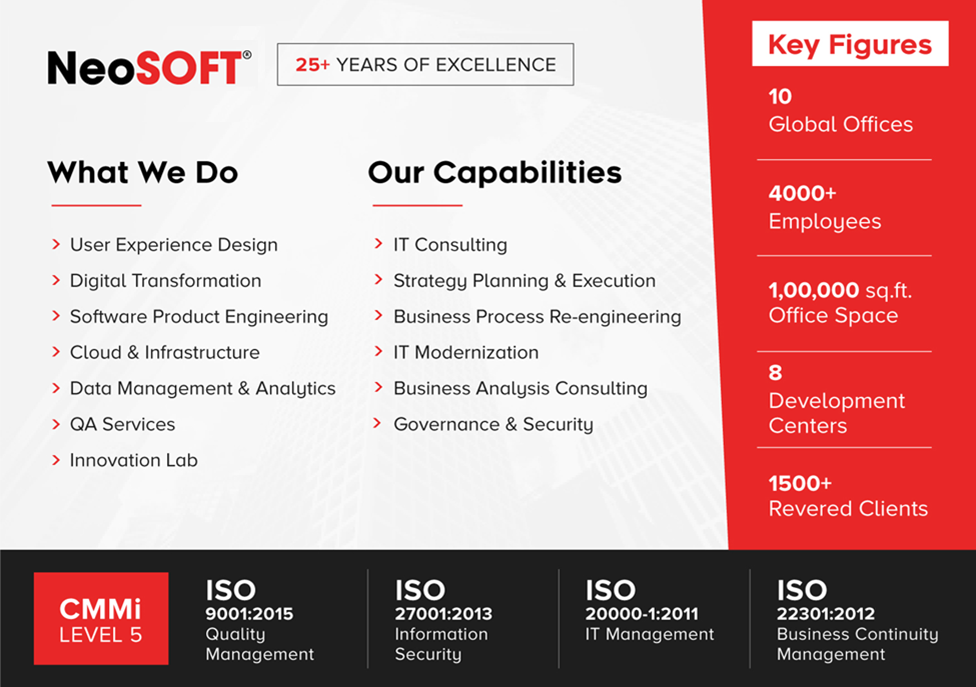 NeoSOFT®
25+ YEARS OF EXCELLENCE
What We Do
User Experience Design
Digital Transformation
Software Product Engineering
Cloud & Infrastructure
Data Management & Analytics
QA Services
Innovation Lab
Our Capabilities
IT Consulting
Strategy Planning & Execution
Business Process Re-engineering
IT Modernization
Business Analysis Consulting
Governance & Security
Key Figures
10
Global Offices
4000+
Employees
1,00,000 sq.ft.
Office Space
8
Development
Centers
1500+
Revered Clients
CMMi
LEVEL 5
ISO
9001:2015
Quality
Management
ISO
27001:2013
Information
Security
ISO
20000-1:2011
IT Management
ISO
22301:2012
Business Continuity
Management